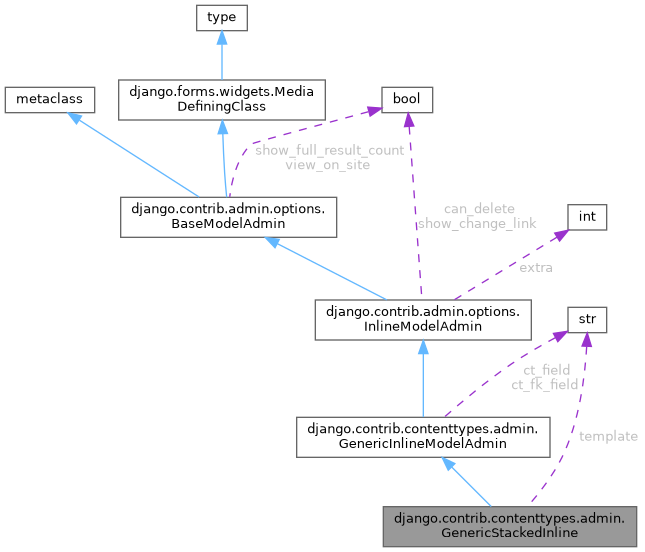 type
django.forms.widgets.Media
DefiningClass
metaclass
bool
show_full_result_count
view_on_site
django.contrib.admin.options.
BaseModelAdmin
can_delete
show_change_link
int
extra
django.contrib.admin.options.
InlineModelAdmin
str
ct_field
ct_fk_field
django.contrib.contenttypes.admin.
GenericInlineModelAdmin
template
django.contrib.contenttypes.admin.
GenericStackedInline